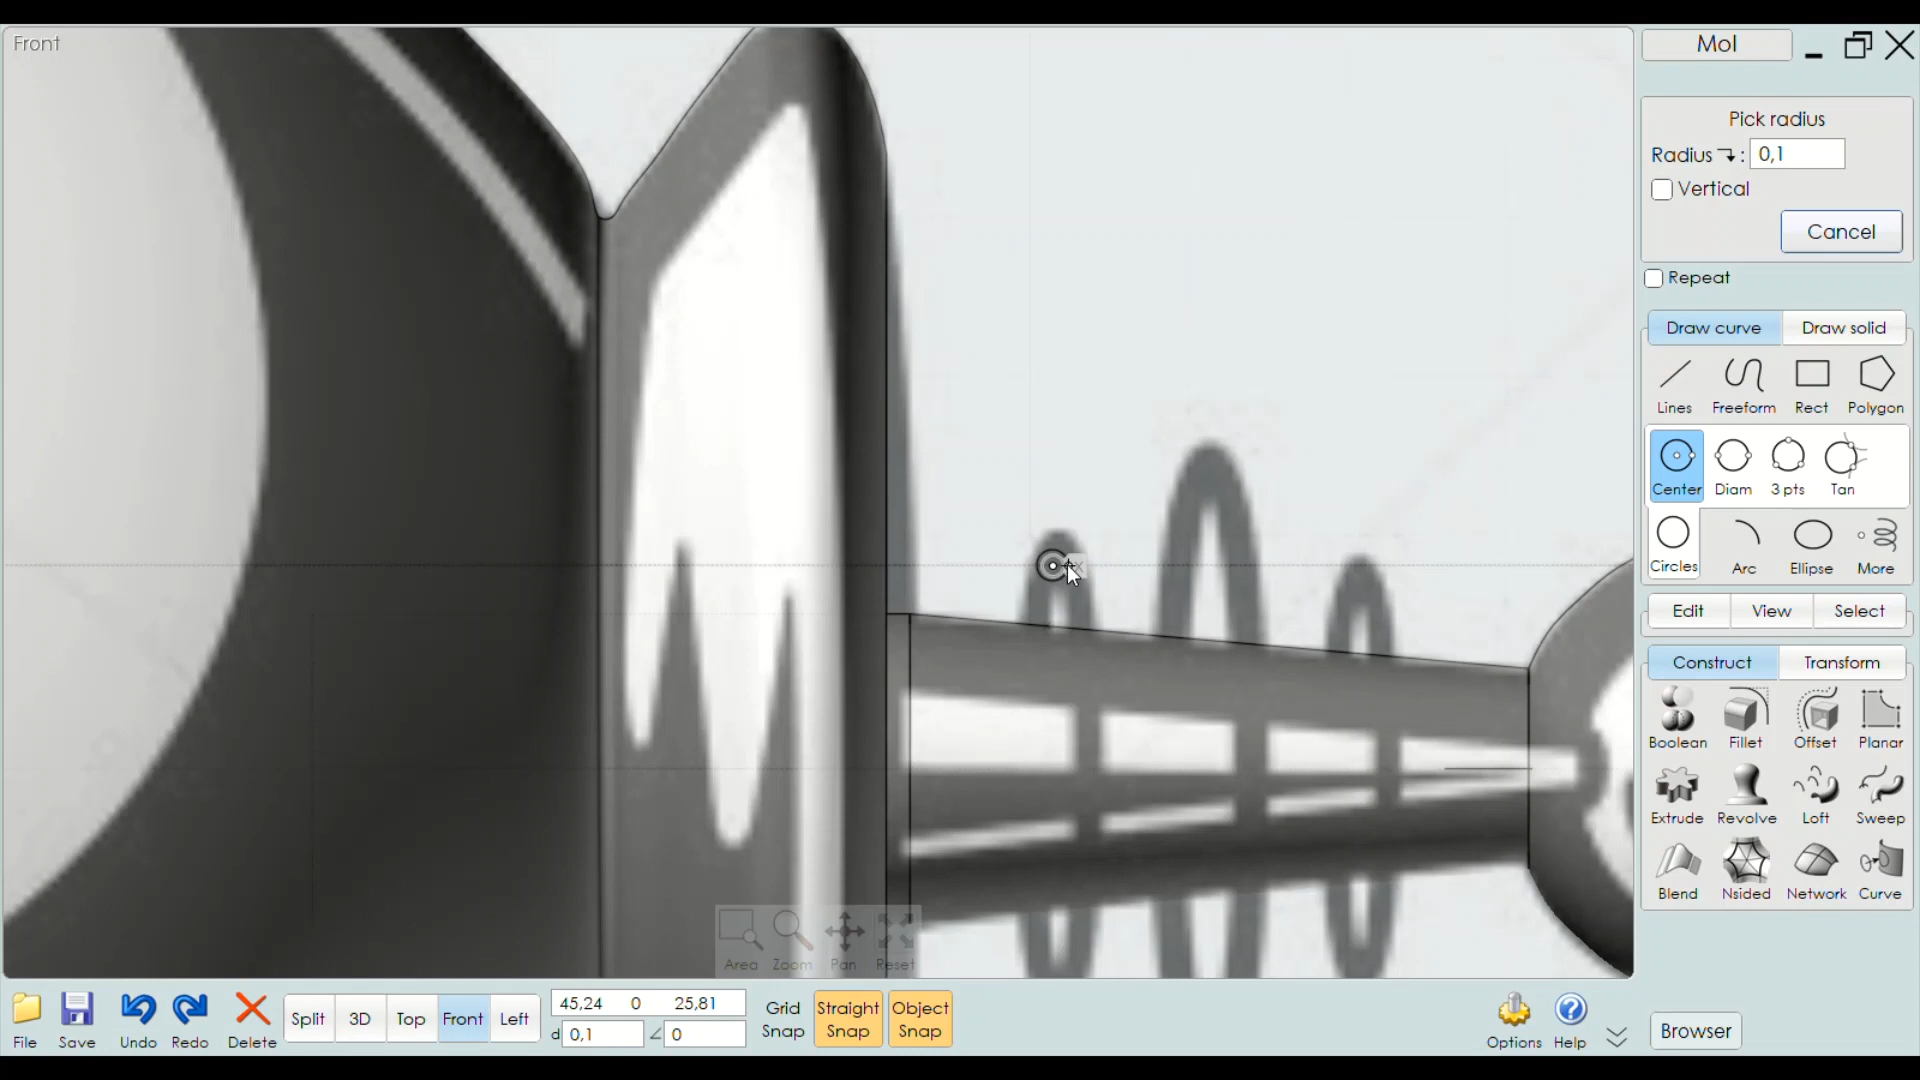 Front
MoI
Pick radius
Radius : 0,1
Vertical
Cancel
Repeat
Draw curve Draw solid
Lines Freeform Rect Polygon
Center Diam 3 pts Tan
Circles Arc Ellipse More
Edit View Select
Construct Transform
Boolean Fillet Offset Planar
Extrude Revolve Loft Sweep
Blend Nsided Network Curve
Area Zoom Pan Reset
File Save Undo Redo Delete
Split 3D Top Front Left
45,24 0 25,81
d 0,1 ∠ 0
Grid Snap
Straight Snap
Object Snap
Options Help
Browser